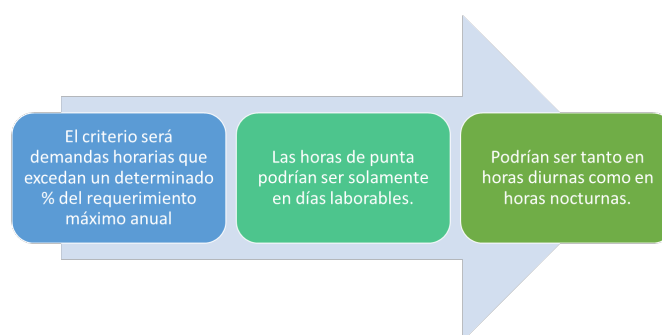 El criterio será
demandas horarias que
excedan un determinado
% del requerimiento
máximo anual
Las horas de punta
podrían ser solamente
en días laborables.
Podrían ser tanto en
horas diurnas como en
horas nocturnas.